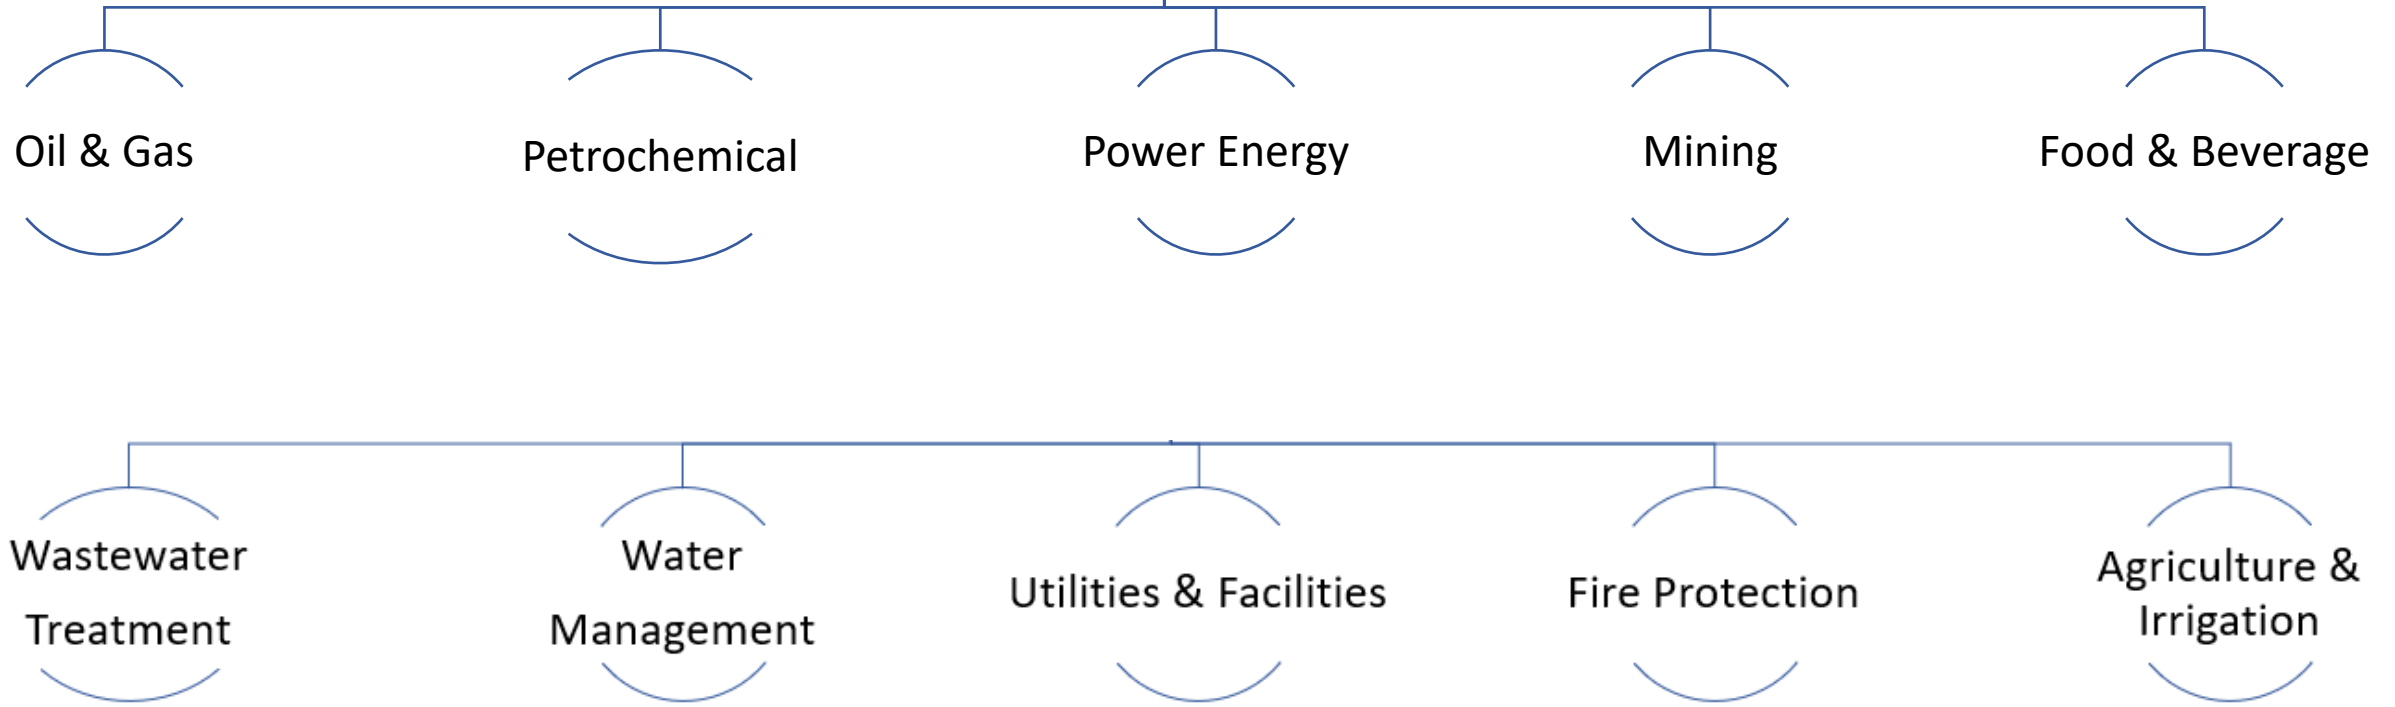 Oil & Gas
Petrochemical
Power Energy
Mining
Food & Beverage
Wastewater
Treatment
Water
Management
Utilities & Facilities
Fire Protection
Agriculture &
Irrigation